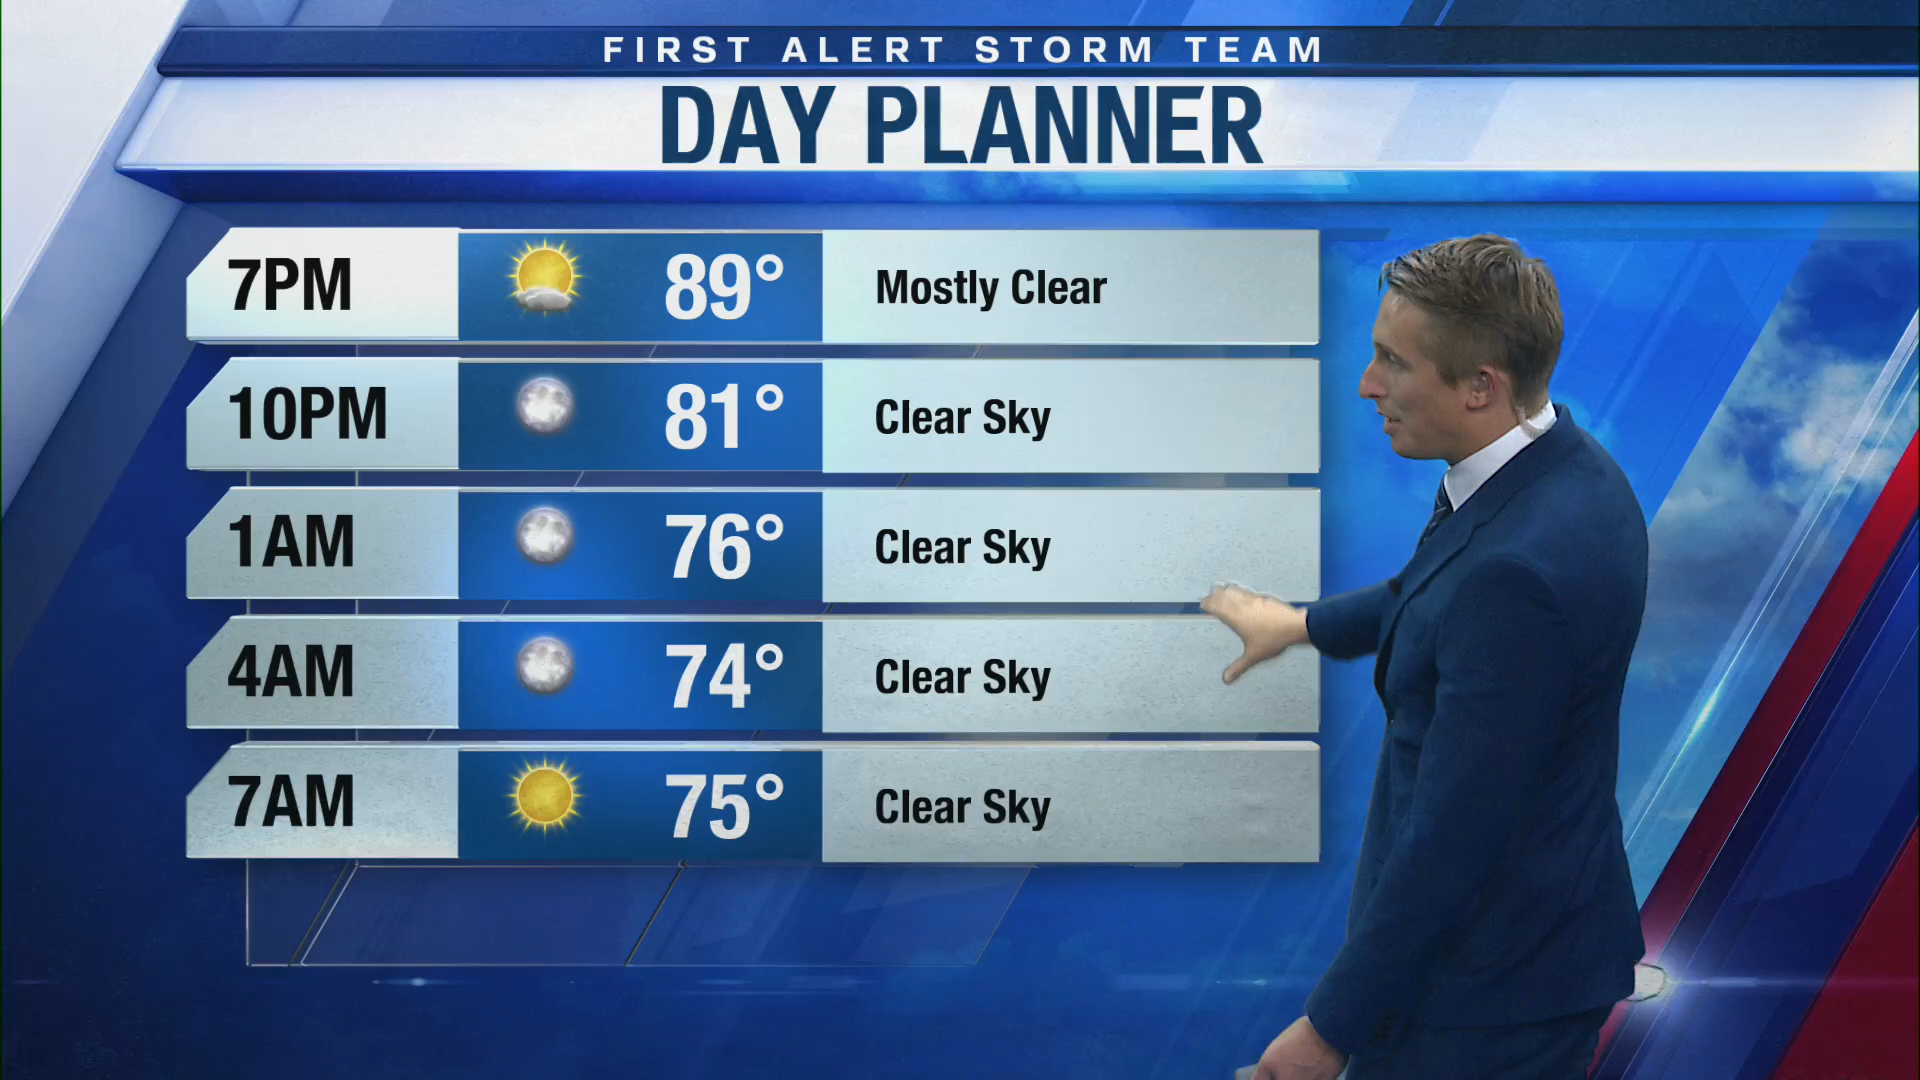 FIRST ALERT STORM TEAM
DAY PLANNER
7PM 89° Mostly Clear
10PM 81° Clear Sky
1AM 76° Clear Sky
4AM 74° Clear Sky
7AM 75° Clear Sky